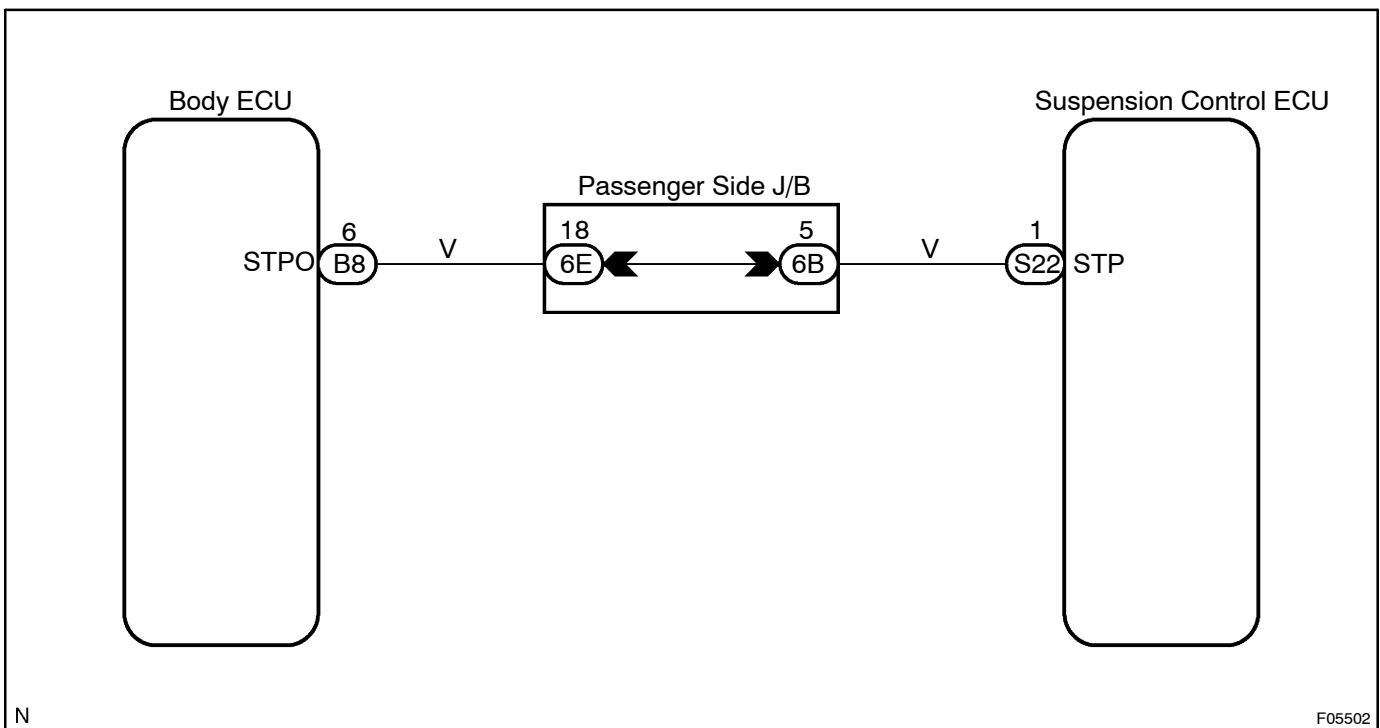 Body ECU
Suspension Control ECU
Passenger Side J/B
6
V
18
5
V
1
STPO
B8
6E
6B
S22
STP
N
F05502